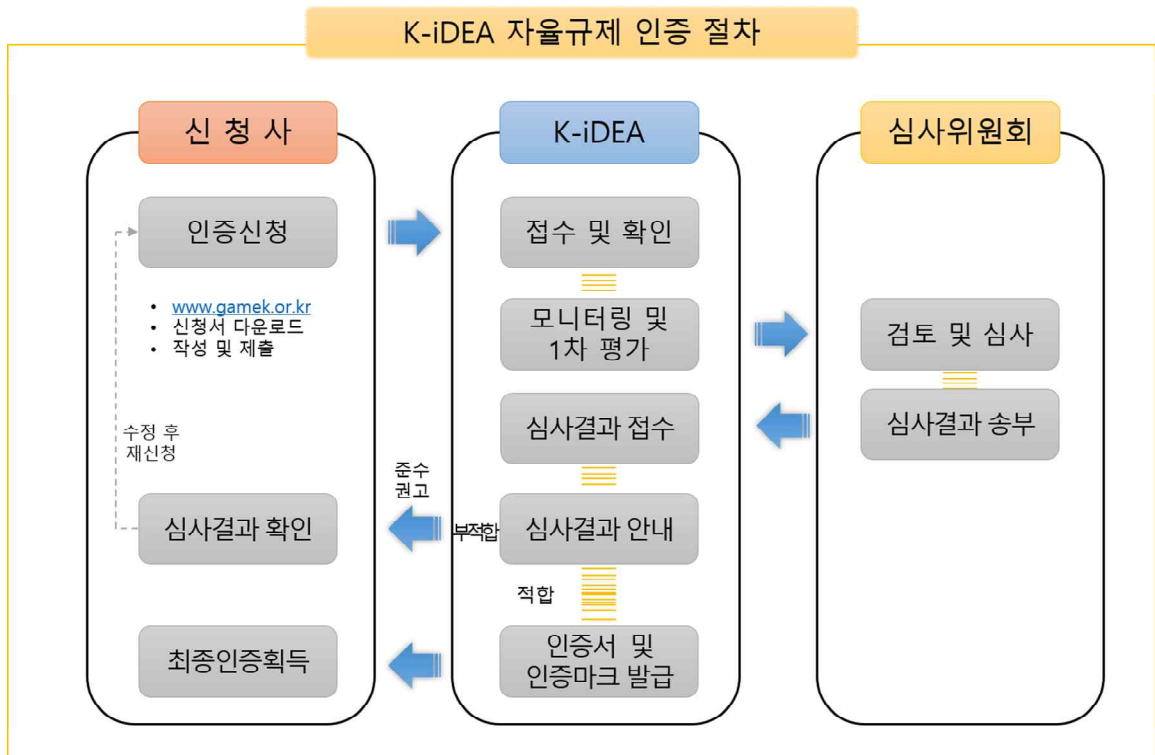 K-iDEA 자율규제 인증 절차
신 청 사
K-iDEA
심사위원회
인증신청
접수 및 확인
• www.gamek.or.kr
• 신청서 다운로드
• 작성 및 제출
모니터링 및
1차 평가
검토 및 심사
심사결과 접수
심사결과 송부
수정 후
재신청
준수
권고
심사결과 확인
부적합
심사결과 안내
적합
최종인증획득
인증서 및
인증마크 발급